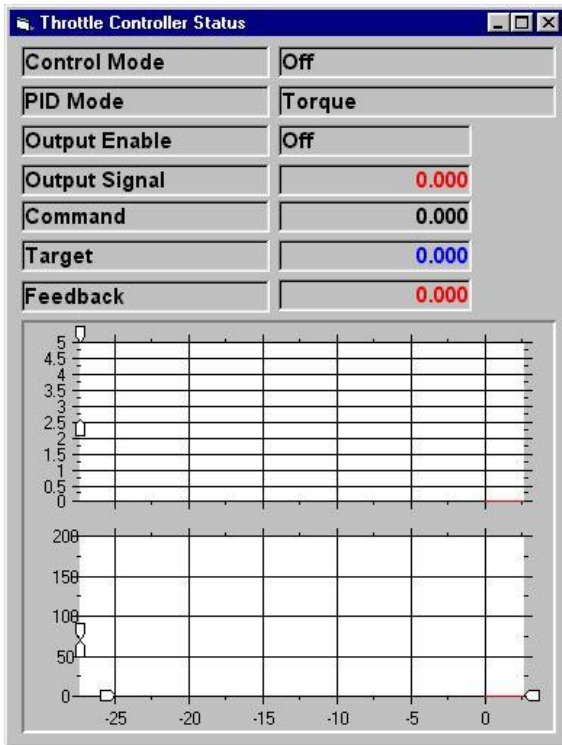 Throttle Controller Status
Control Mode Off
PID Mode Torque
Output Enable Off
Output Signal 0.000
Command 0.000
Target 0.000
Feedback 0.000
5
4.5
4
3.5
3
2.5
2
1.5
1
0.5
0
200
150
100
50
0
-25 -20 -15 -10 -5 0